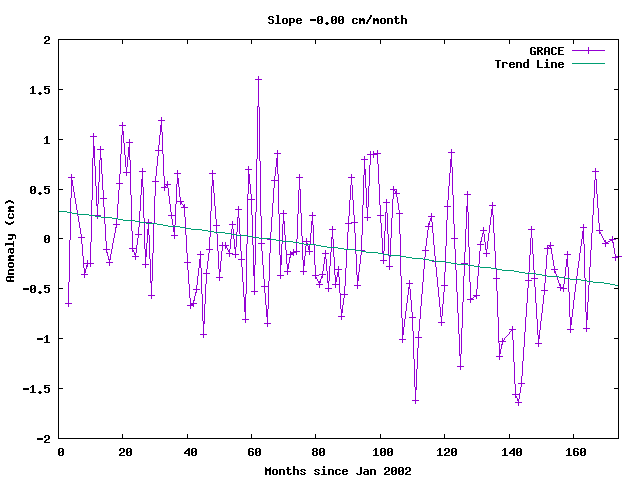 Slope -0.00 cm/month
GRACE
Trend Line
2
1.5
1
0.5
0
-0.5
-1
-1.5
-2
Anomaly (cm)
0 20 40 60 80 100 120 140 160
Months since Jan 2002